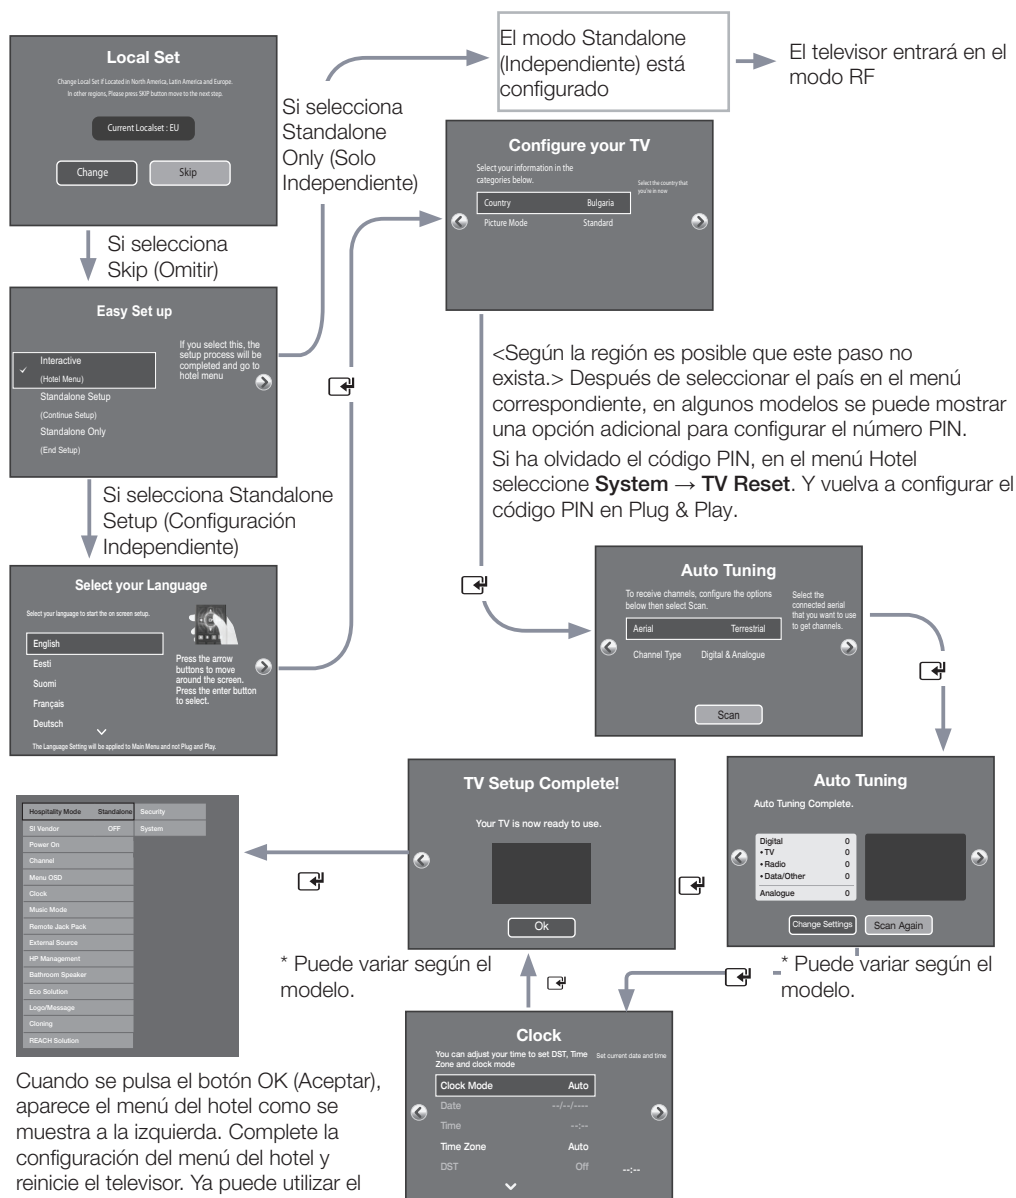 Local Set
Change Local Set if Located in North America, Latin America and Europe.
In other regions, Please press SKIP button move to the next step.
Current Localset : EU
Change
Skip
Si selecciona
Standalone
Only (Solo
Independiente)
El modo Standalone
(Independiente) está
configurado
El televisor entrará en el
modo RF
Si selecciona
Skip (Omitir)
Configure your TV
Select your information in the
categories below.
Country Bulgaria
Picture Mode Standard
Select the country that
you're in now
Easy Set up
Interactive
(Hotel Menu)
Standalone Setup
(Continue Setup)
Standalone Only
(End Setup)
If you select this, the
setup process will be
completed and go to
hotel menu
<Según la región es posible que este paso no
exista.> Después de seleccionar el país en el menú
correspondiente, en algunos modelos se puede mostrar
una opción adicional para configurar el número PIN.
Si ha olvidado el código PIN, en el menú Hotel
seleccione System → TV Reset. Y vuelva a configurar el
código PIN en Plug & Play.
Si selecciona Standalone
Setup (Configuración
Independiente)
Select your Language
Select your language to start the on screen setup.
English
Eesti
Suomi
Français
Deutsch
Press the arrow
buttons to move
around the screen.
Press the enter button
to select.
The Language Setting will be applied to Main Menu and not Plug and Play.
Auto Tuning
To receive channels, configure the options
below then select Scan.
Aerial Terrestrial
Channel Type Digital & Analogue
Select the
connected aerial
that you want to use
to get channels.
Scan
Auto Tuning
Auto Tuning Complete.
Digital 0
• TV 0
• Radio 0
• Data/Other 0
Analogue 0
Change Settings
Scan Again
* Puede variar según el
modelo.
TV Setup Complete!
Your TV is now ready to use.
Ok
* Puede variar según el
modelo.
Clock
You can adjust your time to set DST, Time
Zone and clock mode
Set current date and time
Clock Mode Auto
Date --/--/----
Time --:--
Time Zone Auto
DST Off
--:--
Hospitality Mode Standalone Security
SI Vendor OFF System
Power On
Channel
Menu OSD
Clock
Music Mode
Remote Jack Pack
External Source
HP Management
Bathroom Speaker
Eco Solution
Logo/Message
Cloning
REACH Solution
Cuando se pulsa el botón OK (Aceptar),
aparece el menú del hotel como se
muestra a la izquierda. Complete la
configuración del menú del hotel y
reinicie el televisor. Ya puede utilizar el